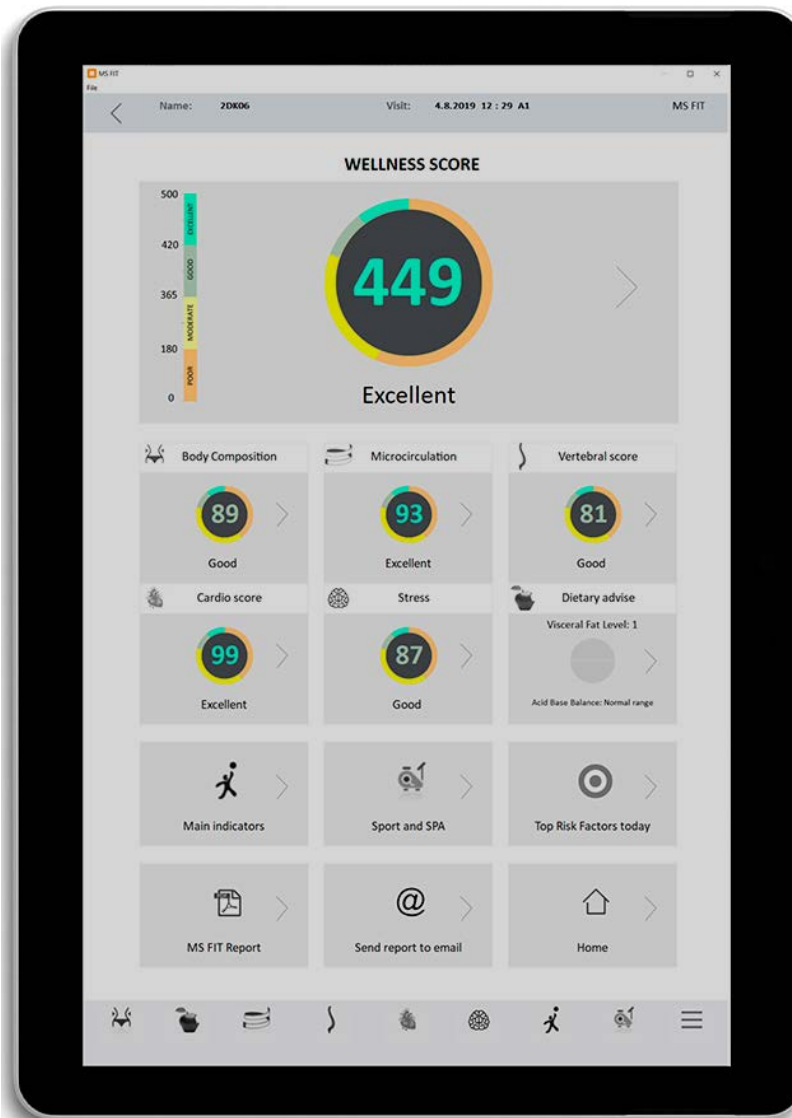 MS FIT
File
Name: 2DK06 Visit: 4.8.2019 12 : 29 A1 MS FIT
WELLNESS SCORE
500
EXCELLENT
420
GOOD
365
MODERATE
180
POOR
0
449
Excellent
Body Composition
Microcirculation
Vertebral score
89
93
81
Good
Excellent
Good
Cardio score
Stress
Dietary advise
Visceral Fat Level: 1
99
87
Excellent
Good
Acid Base Balance: Normal range
Main indicators
Sport and SPA
Top Risk Factors today
MS FIT Report
@
Send report to email
Home